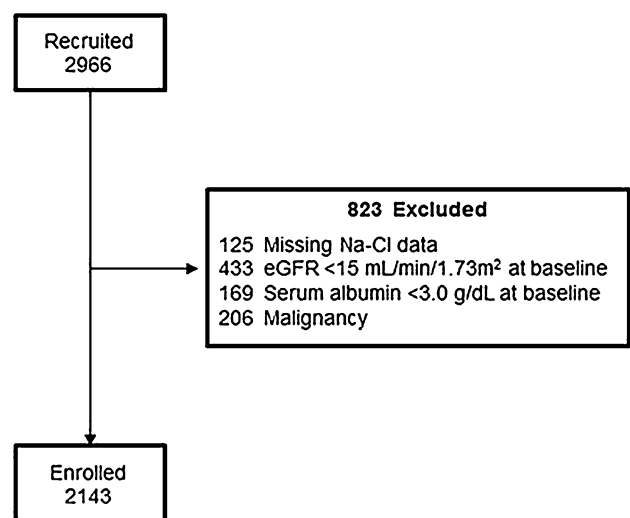 Recruited
2966
823 Excluded
125 Missing Na-Cl data
433 eGFR <15 mL/min/1.73m² at baseline
169 Serum albumin <3.0 g/dL at baseline
206 Malignancy
Enrolled
2143